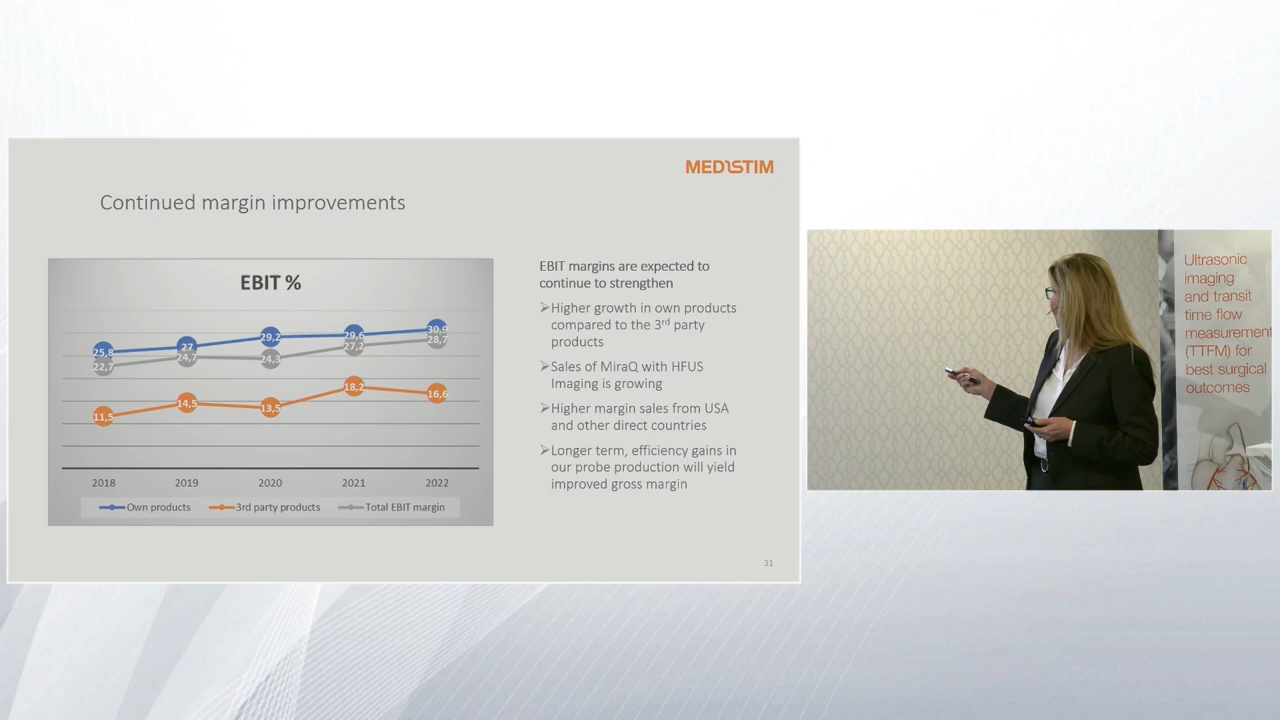 MEDISTIM
Continued margin improvements
EBIT %
25,8
27
29,2
29,6
30,9
22,7
24,7
24,3
27,2
28,7
11,5
14,5
13,5
18,2
16,6
2018 2019 2020 2021 2022
Own products 3rd party products Total EBIT margin
EBIT margins are expected to
continue to strengthen
➢Higher growth in own products
compared to the 3rd party
products
➢Sales of MiraQ with HFUS
Imaging is growing
➢Higher margin sales from USA
and other direct countries
➢Longer term, efficiency gains in
our probe production will yield
improved gross margin
31
Ultrasonic
imaging
and transit
time flow
measurement
(TTFM) for
best surgical
outcomes